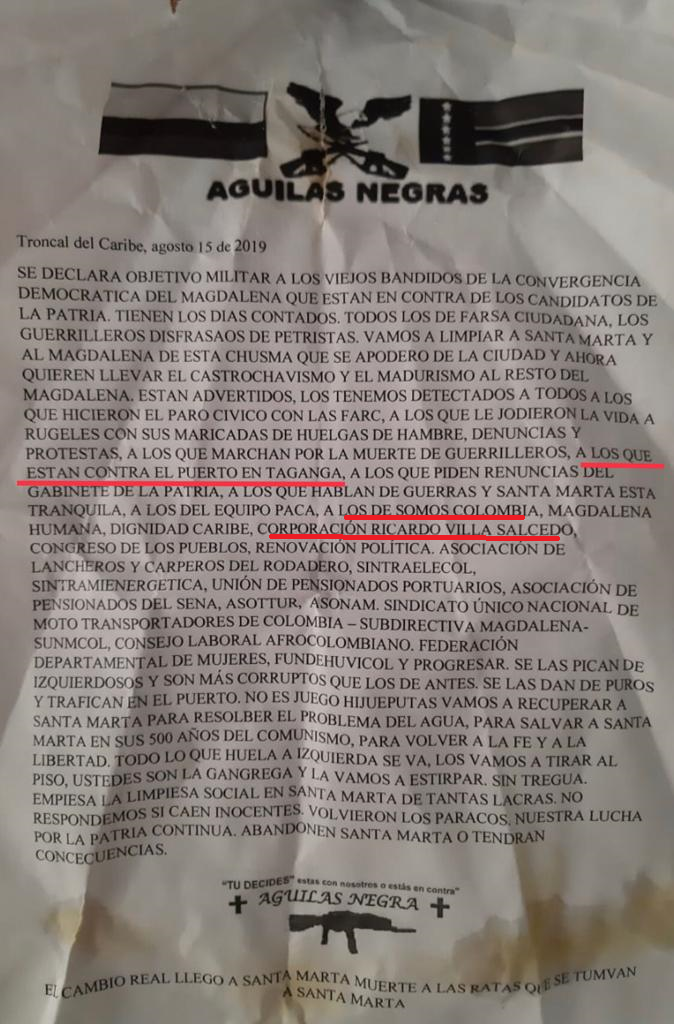 AGUILAS NEGRAS
Troncal del Caribe, agosto 15 de 2019
SE DECLARA OBJETIVO MILITAR A LOS VIEJOS BANDIDOS DE LA CONVERGENCIA
DEMOCRATICA DEL MAGDALENA QUE ESTAN EN CONTRA DE LOS CANDIDATOS DE
LA PATRIA. TIENEN LOS DIAS CONTADOS. TODOS LOS DE FARSA CIUDADANA, LOS
GUERRILLEROS DISFRASAOS DE PETRISTAS. VAMOS A LIMPIAR A SANTA MARTA Y
AL MAGDALENA DE ESTA CHUSMA QUE SE APODERO DE LA CIUDAD Y AHORA
QUIEREN LLEVAR EL CASTROCHAVISMO Y EL MADURISMO AL RESTO DEL
MAGDALENA. ESTAN ADVERTIDOS, LOS TENEMOS DETECTADOS A TODOS A LOS
QUE HICIERON EL PARO CIVICO CON LAS FARC, A LOS QUE LE JODIERON LA VIDA A
RUGELES CON SUS MARICADAS DE HUELGAS DE HAMBRE, DENUNCIAS Y
PROTESTAS, A LOS QUE MARCHAN POR LA MUERTE DE GUERRILLEROS, A LOS QUE
ESTAN CONTRA EL PUERTO EN TAGANGA, A LOS QUE PIDEN RENUNCIAS DEL
GABINETE DE LA PATRIA, A LOS QUE HABLAN DE GUERRAS Y SANTA MARTA ESTA
TRANQUILA, A LOS DEL EQUIPO PACA, A LOS DE SOMOS COLOMBIA, MAGDALENA
HUMANA, DIGNIDAD CARIBE, CORPORACIÓN RICARDO VILLA SALCEDO,
CONGRESO DE LOS PUEBLOS, RENOVACIÓN POLÍTICA. ASOCIACIÓN DE
LANCHEROS Y CARPEROS DEL RODADERO, SINTRAELECOL,
SINTRAMIENERGETICA, UNIÓN DE PENSIONADOS PORTUARIOS, ASOCIACIÓN DE
PENSIONADOS DEL SENA, ASOTTUR, ASONAM. SINDICATO ÚNICO NACIONAL DE
MOTO TRANSPORTADORES DE COLOMBIA – SUBDIRECTIVA MAGDALENA-
SUNMCOL, CONSEJO LABORAL AFROCOLOMBIANO. FEDERACIÓN
DEPARTAMENTAL DE MUJERES, FUNDEHUVICOL Y PROGRESAR. SE LAS PICAN DE
IZQUIERDOSOS Y SON MÁS CORRUPTOS QUE LOS DE ANTES. SE LAS DAN DE PUROS
Y TRAFICAN EN EL PUERTO. NO ES JUEGO HIJUEPUTAS VAMOS A RECUPERAR A
SANTA MARTA PARA RESOLBER EL PROBLEMA DEL AGUA, PARA SALVAR A SANTA
MARTA EN SUS 500 AÑOS DEL COMUNISMO, PARA VOLVER A LA FE Y A LA
LIBERTAD. TODO LO QUE HUELA A IZQUIERDA SE VA, LOS VAMOS A TIRAR AL
PISO, USTEDES SON LA GANGREGA Y LA VAMOS A ESTIRPAR. SIN TREGUA.
EMPIESA LA LIMPIESA SOCIAL EN SANTA MARTA DE TANTAS LACRAS. NO
RESPONDEMOS SI CAEN INOCENTES. VOLVIERON LOS PARACOS, NUESTRA LUCHA
POR LA PATRIA CONTINUA. ABANDONEN SANTA MARTA O TENDRAN
CONCECUENCIAS.
"TU DECIDES" estas con nosotros o estás en contra"
AGUILAS NEGRA
EL CAMBIO REAL LLEGO A SANTA MARTA MUERTE A LAS RATAS QUE SE TUMVAN
A SANTA MARTA